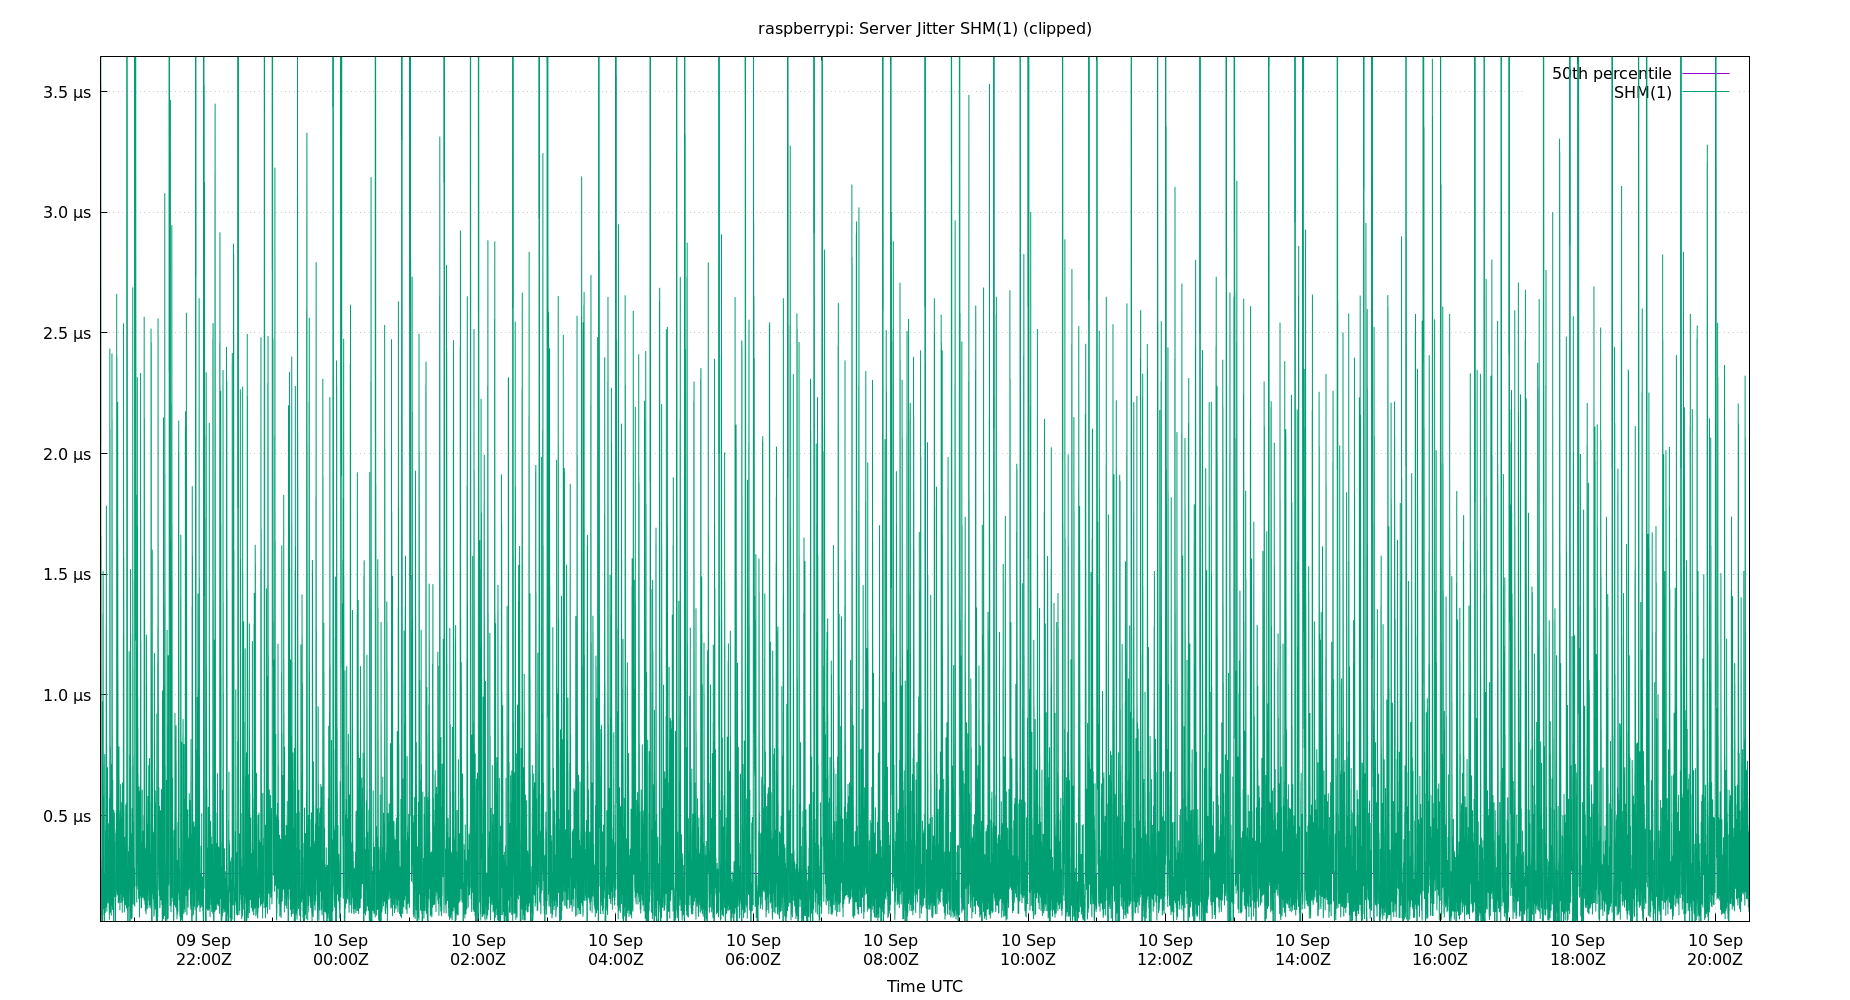 raspberrypi: Server Jitter SHM(1) (clipped)
50th percentile
SHM(1)
3.5 µs
3.0 µs
2.5 µs
2.0 µs
1.5 µs
1.0 µs
0.5 µs
09 Sep 10 Sep 10 Sep 10 Sep 10 Sep 10 Sep 10 Sep 10 Sep 10 Sep 10 Sep 10 Sep 10 Sep
22:00Z 00:00Z 02:00Z 04:00Z 06:00Z 08:00Z 10:00Z 12:00Z 14:00Z 16:00Z 18:00Z 20:00Z
Time UTC